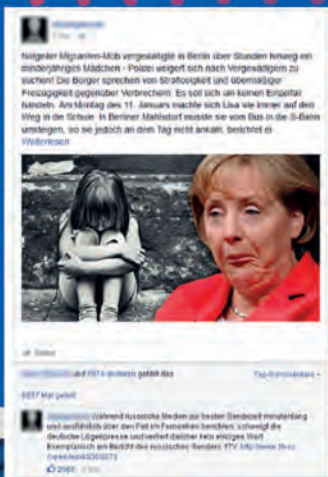 Notgeiler Migranten-Mob vergewaltigte in Berlin über Stunden hinweg ein
minderjähriges Mädchen - Polizei weigert sich nach Vergewaltigern zu
suchen! Die Bürger sprechen von Straflosigkeit und übermäßiger
Freizügigkeit gegenüber Verbrechern. Es soll sich um keinen Einzelfall
handeln. Am Montag des 11. Januars machte sich Lisa wie immer auf den
Weg in die Schule. In Berliner Mahlsdorf musste sie vom Bus in die S-Bahn
umsteigen, wo sie jedoch an dem Tag nicht ankam, berichtet
Weiterlesen
Teilen
und anderen gefällt das
Top-Kommentare
Mal geteilt
Während russische Medien zur besten Sendezeit minutenlang
und ausführlich über den Fall im Fernsehen berichten, schweigt die
deutsche Lügenpresse und verliert darüber kein einziges Wort.
Exemplarisch ein Bericht des russischen Senders